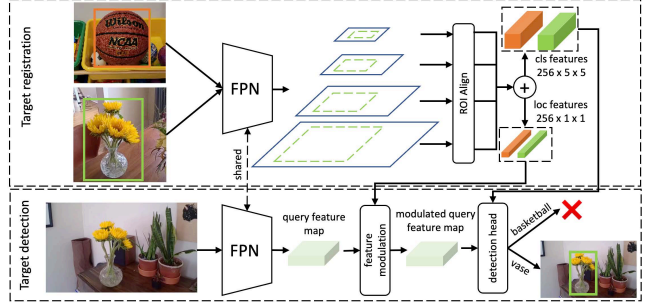 Target registration
Wilson
NCAA
FPN
ROI Align
+
cls features
256 x 5 x 5
loc features
256 x 1 x 1
shared
Target detection
FPN
query feature
map
feature
modulation
modulated query
feature map
detection head
basketball
vase